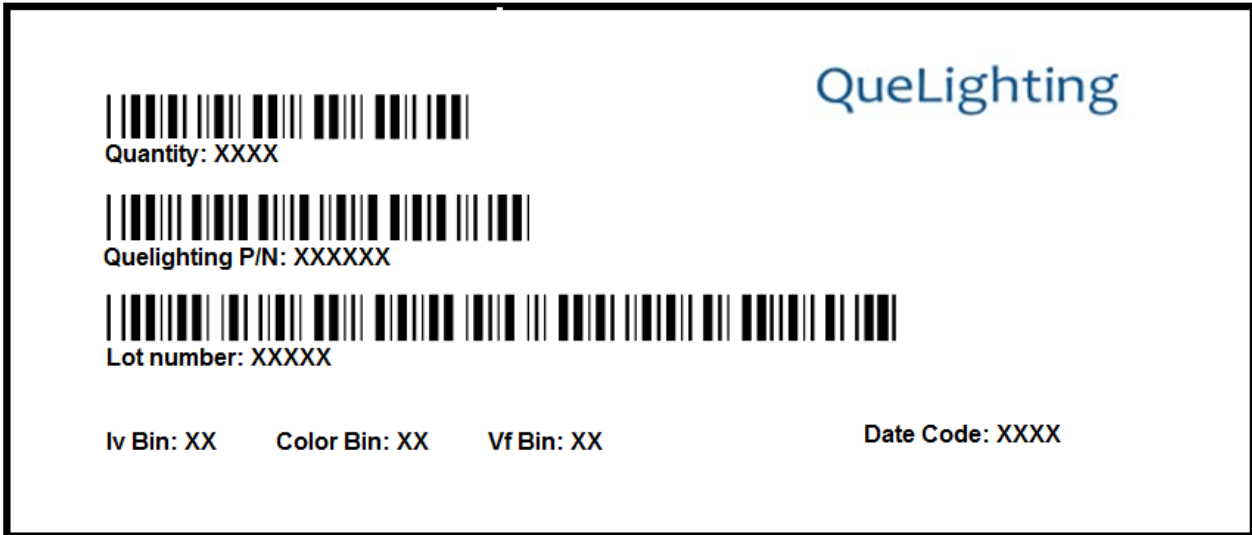 QueLighting
Quantity: XXXX
Quelighting P/N: XXXXXX
Lot number: XXXXX
Iv Bin: XX Color Bin: XX Vf Bin: XX Date Code: XXXX